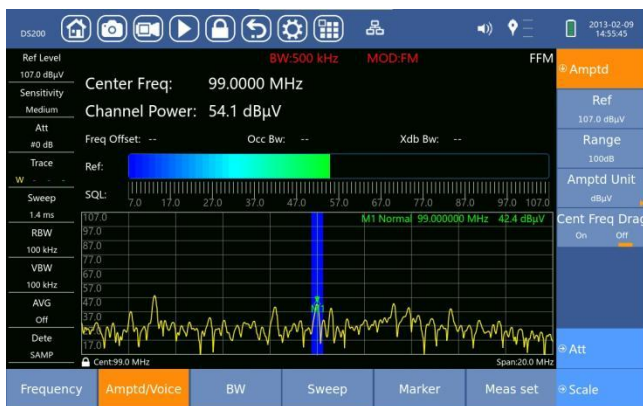 DS200
2013-02-09
14:55:45
Ref Level
107.0 dBµV
Sensitivity
Medium
Att
#0 dB
Trace
W - - -
Sweep
1.4 ms
RBW
100 kHz
VBW
100 kHz
AVG
Off
Dete
SAMP
BW:500 kHz MOD:FM FFM
Center Freq: 99.0000 MHz
Channel Power: 54.1 dBµV
Freq Offset: -- Occ Bw: -- Xdb Bw: --
Ref:
SQL:
7.0 17.0 27.0 37.0 47.0 57.0 67.0 77.0 87.0 97.0 107.0
107.0 M1 Normal 99.000000 MHz 42.4 dBµV
97.0
87.0
77.0
67.0
57.0
47.0
37.0
17.0
Cent:99.0 MHz Span:20.0 MHz
Amptd
Ref
107.0 dBµV
Range
100dB
Amptd Unit
dBµV
Cent Freq Drag
On Off
Att
Scale
Frequency Amptd/Voice BW Sweep Marker Meas set